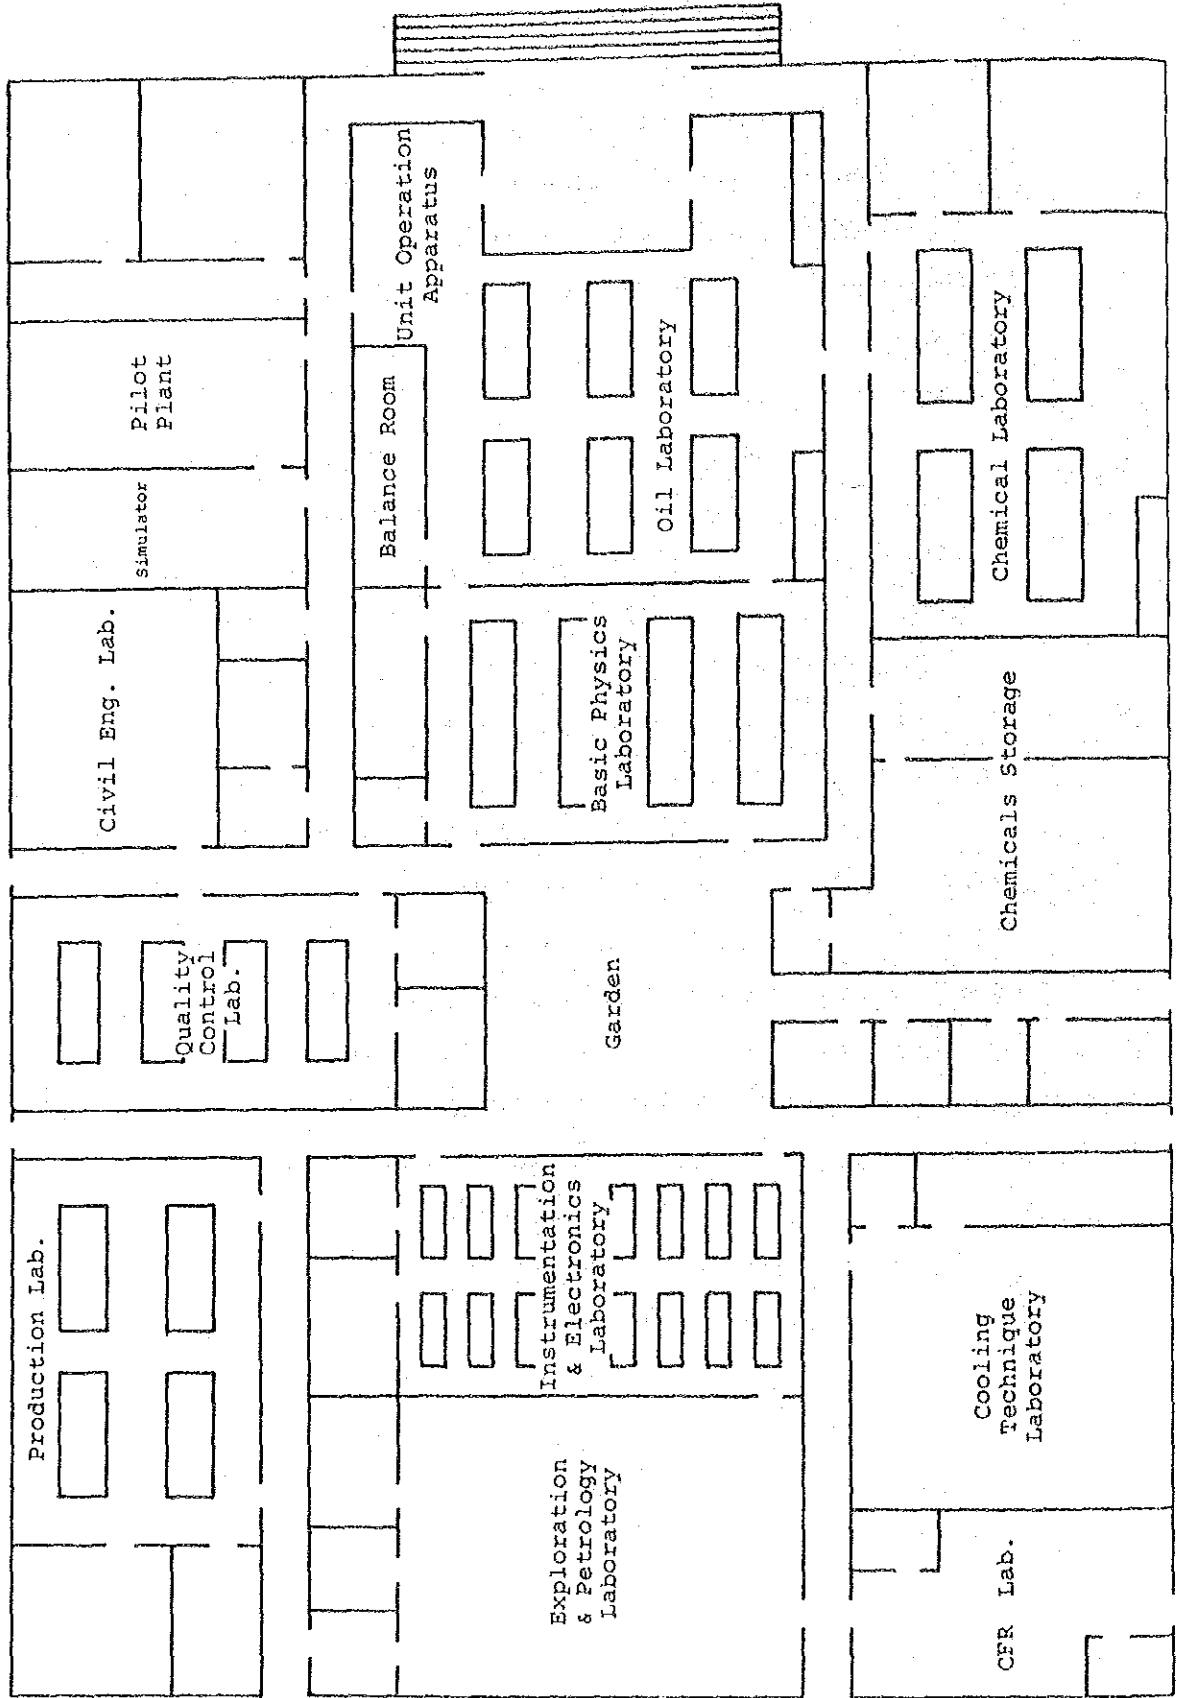 Production Lab.
Quality
Control
Lab.
Civil Eng. Lab.
Simulator
Pilot
Plant
Exploration
& Petrology
Laboratory
Instrumentation
& Electronics
Laboratory
Garden
Basic Physics
Laboratory
Balance Room
Unit Operation
Apparatus
Oil Laboratory
CFR Lab.
Cooling
Technique
Laboratory
Chemicals Storage
Chemical Laboratory